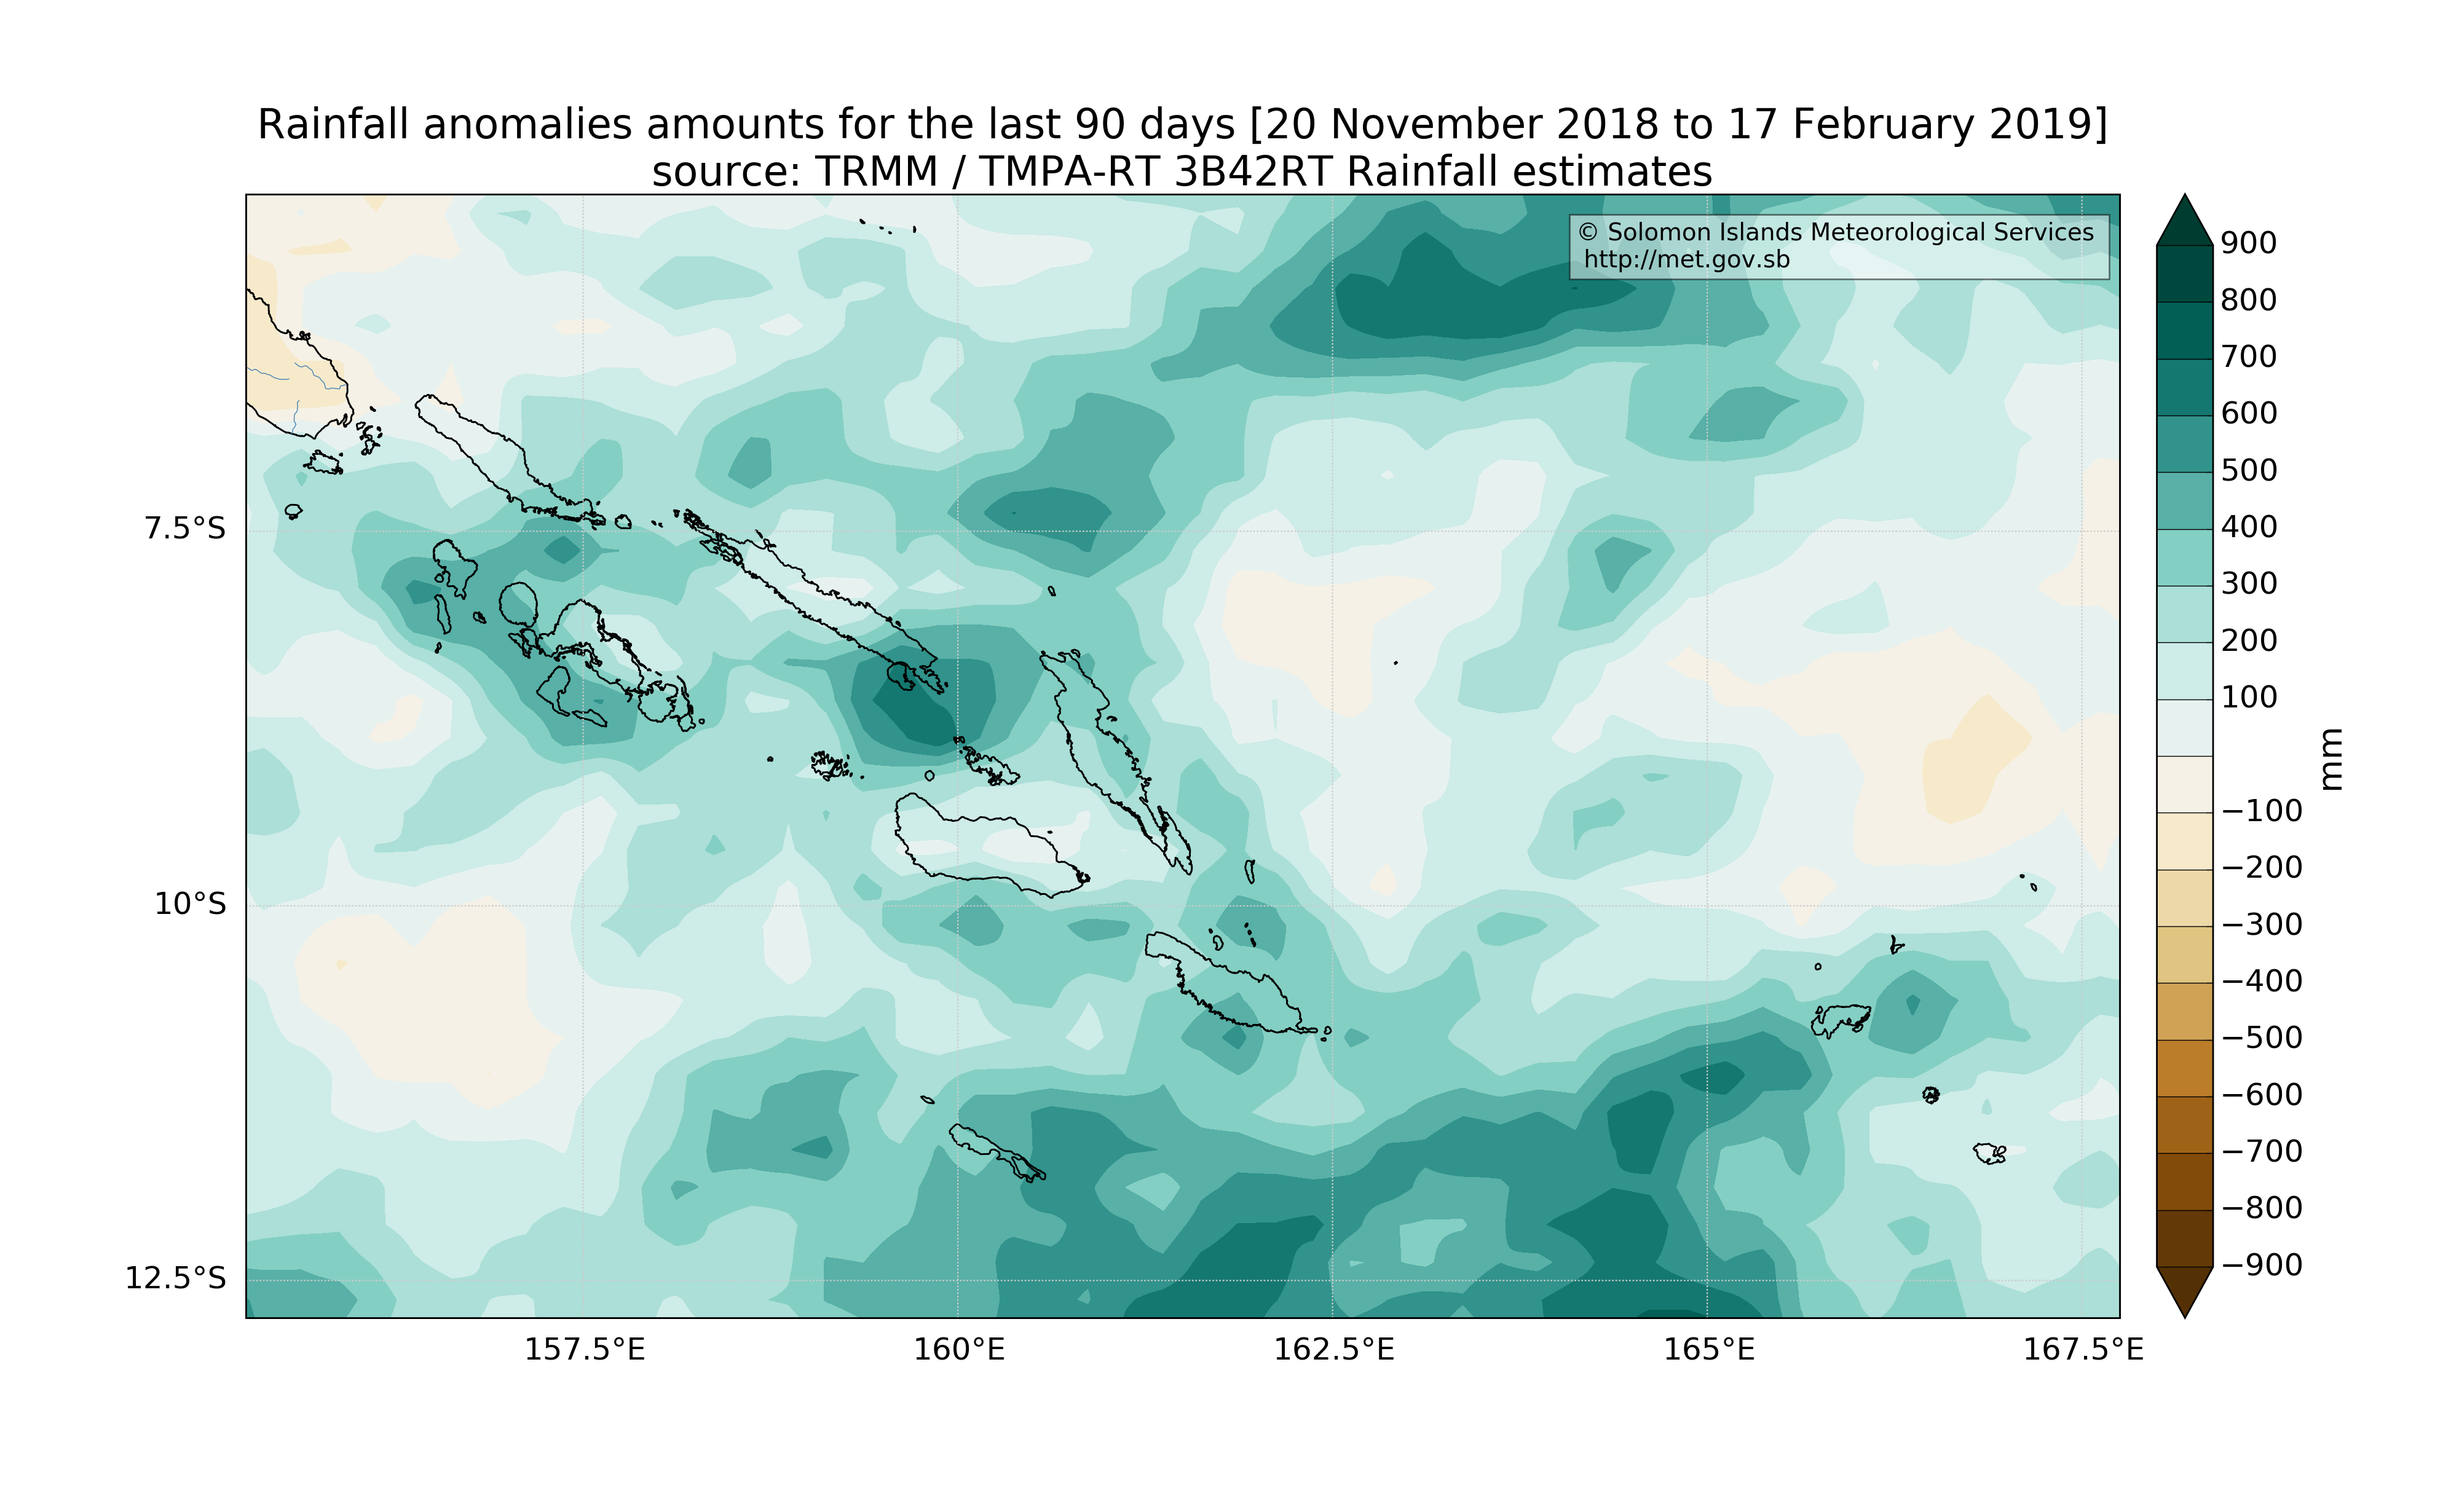 Rainfall anomalies amounts for the last 90 days [20 November 2018 to 17 February 2019]
source: TRMM / TMPA-RT 3B42RT Rainfall estimates
© Solomon Islands Meteorological Services
http://met.gov.sb
7.5°S
10°S
12.5°S
157.5°E
160°E
162.5°E
165°E
167.5°E
900
800
700
600
500
400
300
200
100
−100
−200
−300
−400
−500
−600
−700
−800
−900
mm